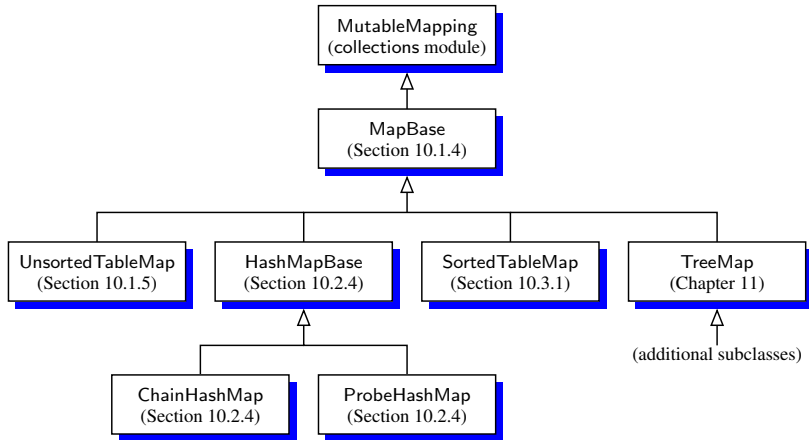 MutableMapping
(collections module)
MapBase
(Section 10.1.4)
UnsortedTableMap
(Section 10.1.5)
HashMapBase
(Section 10.2.4)
SortedTableMap
(Section 10.3.1)
TreeMap
(Chapter 11)
(additional subclasses)
ChainHashMap
(Section 10.2.4)
ProbeHashMap
(Section 10.2.4)